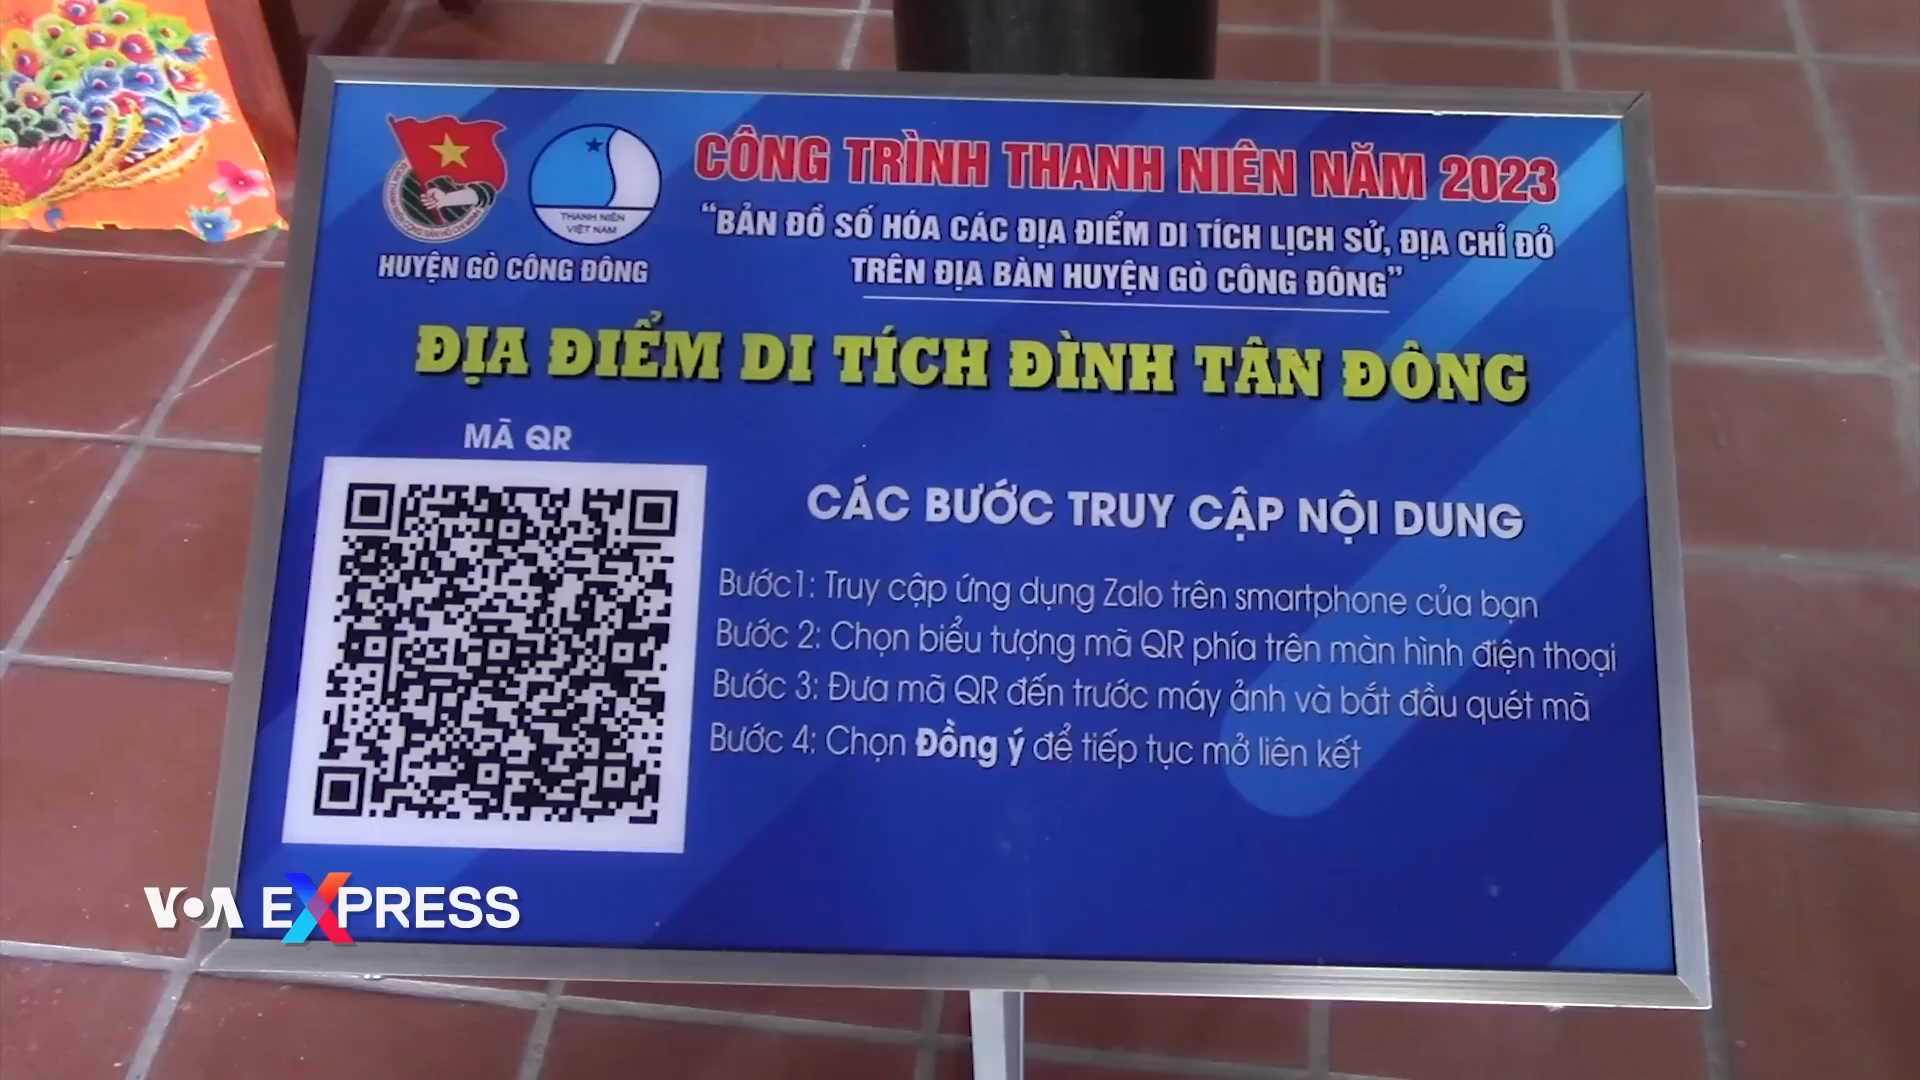 CÔNG TRÌNH THANH NIÊN NĂM 2023
THANH NIÊN
VIỆT NAM
HUYỆN GÒ CÔNG ĐÔNG
“BẢN ĐỒ SỐ HÓA CÁC ĐỊA ĐIỂM DI TÍCH LỊCH SỬ, ĐỊA CHỈ ĐỎ
TRÊN ĐỊA BÀN HUYỆN GÒ CÔNG ĐÔNG”
ĐỊA ĐIỂM DI TÍCH ĐÌNH TÂN ĐÔNG
MÃ QR
CÁC BƯỚC TRUY CẬP NỘI DUNG
Bước1: Truy cập ứng dụng Zalo trên smartphone của bạn
Bước 2: Chọn biểu tượng mã QR phía trên màn hình điện thoại
Bước 3: Đưa mã QR đến trước máy ảnh và bắt đầu quét mã
Bước 4: Chọn Đồng ý để tiếp tục mở liên kết
VOA EXPRESS